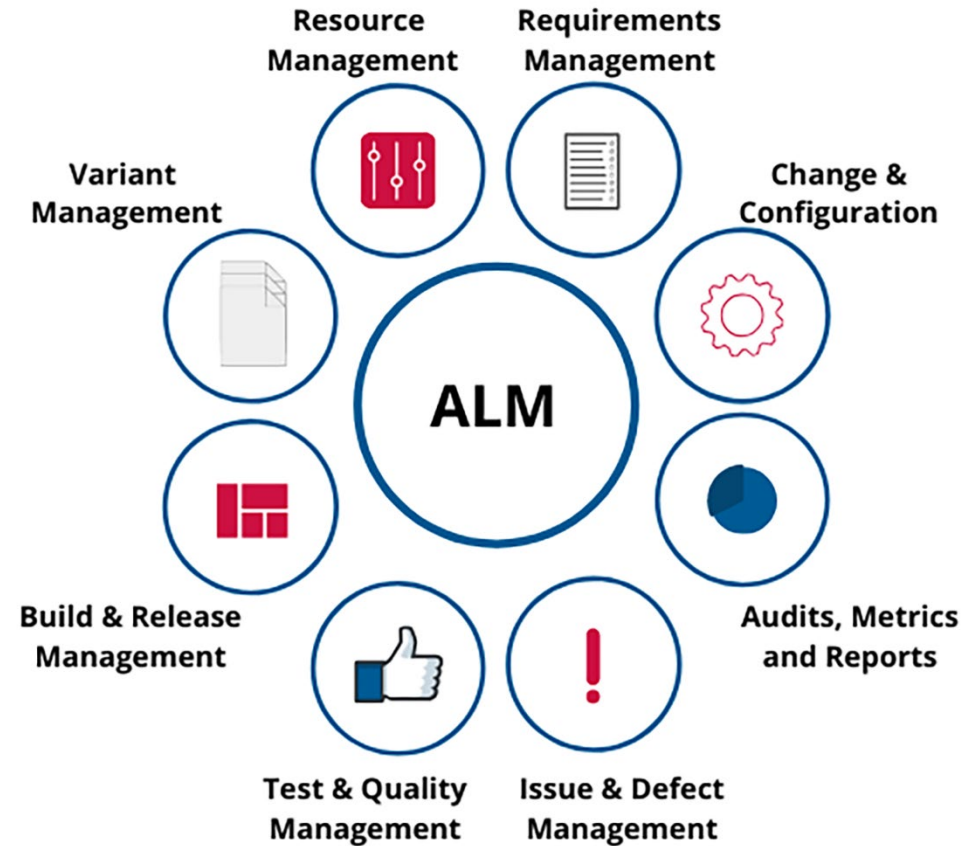 Resource
Management
Requirements
Management
Change &
Configuration
Audits, Metrics
and Reports
Issue & Defect
Management
Test & Quality
Management
Build & Release
Management
Variant
Management
ALM